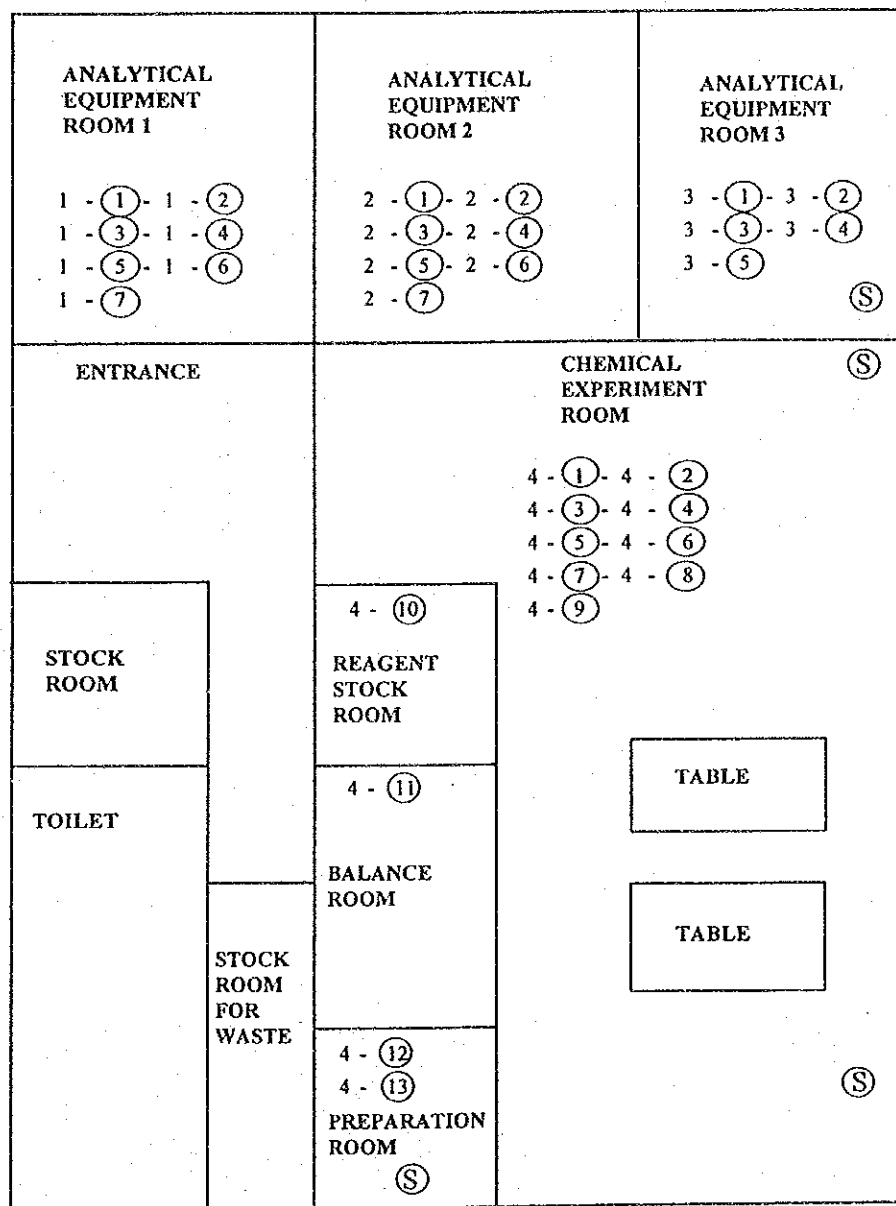 ANALYTICAL
EQUIPMENT
ROOM 1
1 - ① - 1 - ②
1 - ③ - 1 - ④
1 - ⑤ - 1 - ⑥
1 - ⑦
ANALYTICAL
EQUIPMENT
ROOM 2
2 - ① - 2 - ②
2 - ③ - 2 - ④
2 - ⑤ - 2 - ⑥
2 - ⑦
ANALYTICAL
EQUIPMENT
ROOM 3
3 - ① - 3 - ②
3 - ③ - 3 - ④
3 - ⑤
Ⓢ
ENTRANCE
CHEMICAL
EXPERIMENT
ROOM
Ⓢ
4 - ① - 4 - ②
4 - ③ - 4 - ④
4 - ⑤ - 4 - ⑥
4 - ⑦ - 4 - ⑧
4 - ⑨
STOCK
ROOM
4 - ⑩
REAGENT
STOCK
ROOM
TOILET
4 - ⑪
BALANCE
ROOM
TABLE
TABLE
STOCK
ROOM
FOR
WASTE
4 - ⑫
4 - ⑬
PREPARATION
ROOM
Ⓢ
Ⓢ